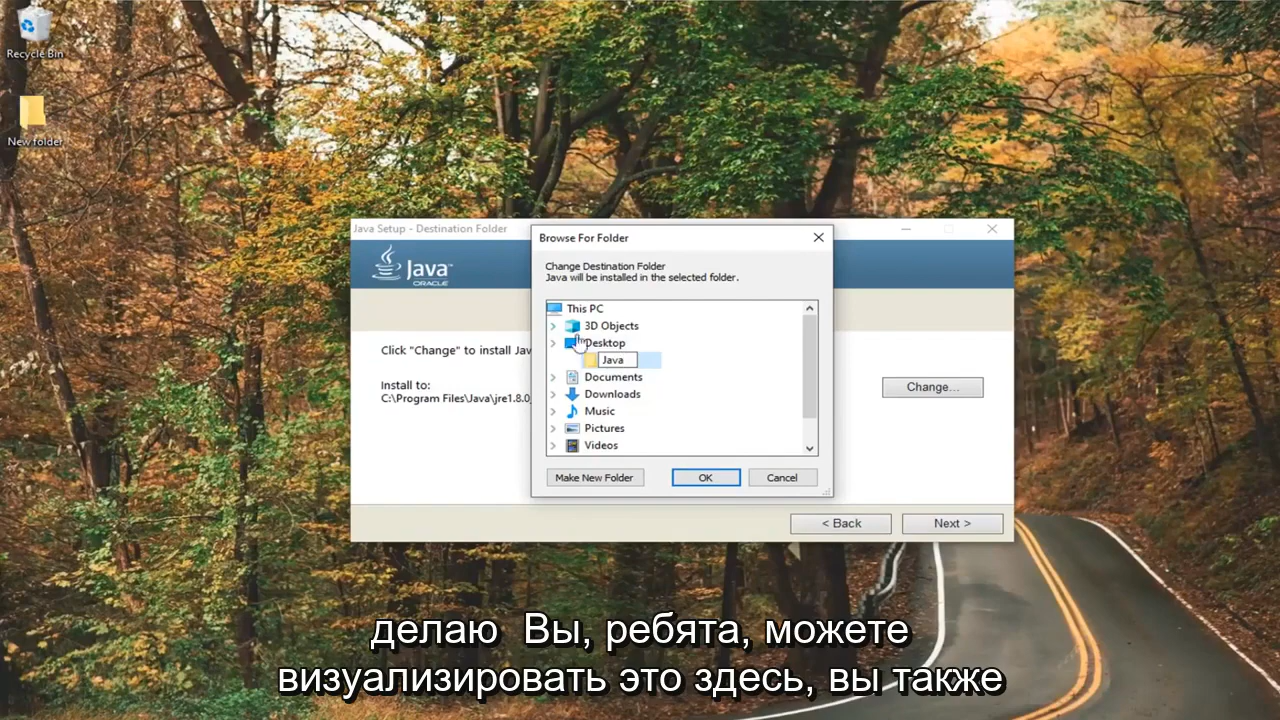 Recycle Bin
New folder
Java Setup - Destination Folder
Java™
ORACLE
Click "Change" to install Jav
Install to:
C:\Program Files\Java\jre1.8.0
Change...
< Back
Next >
Browse For Folder
Change Destination Folder
Java will be installed in the selected folder.
This PC
3D Objects
Desktop
Java
Documents
Downloads
Music
Pictures
Videos
Make New Folder
OK
Cancel
делаю Вы, ребята, можете
визуализировать это здесь, вы также